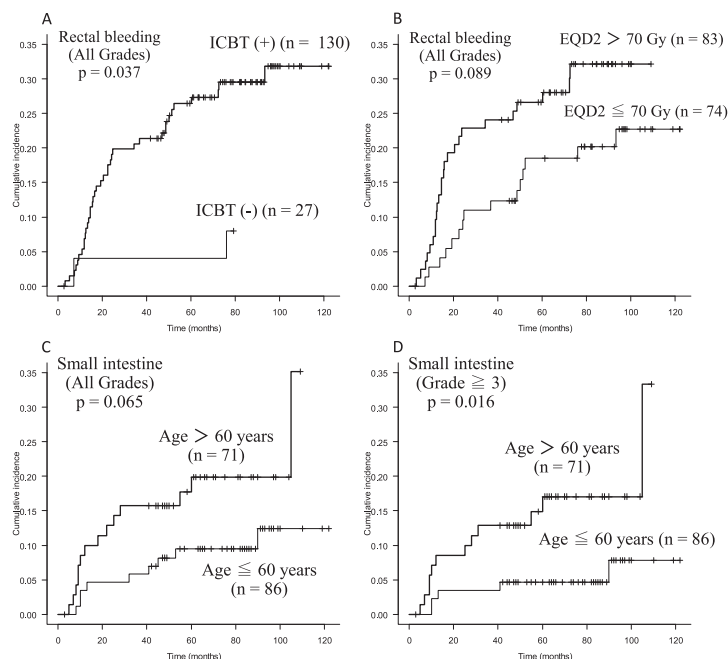 A
Rectal bleeding
(All Grades)
p = 0.037
ICBT (+) (n = 130)
ICBT (-) (n = 27)
Cumulative incidence
0.35
0.30
0.25
0.20
0.15
0.10
0.05
0.00
0 20 40 60 80 100 120
Time (months)
B
Rectal bleeding
(All Grades)
p = 0.089
EQD2 > 70 Gy (n = 83)
EQD2 ≦ 70 Gy (n = 74)
Cumulative incidence
0.35
0.30
0.25
0.20
0.15
0.10
0.05
0.00
0 20 40 60 80 100 120
Time (months)
C
Small intestine
(All Grades)
p = 0.065
Age > 60 years
(n = 71)
Age ≦ 60 years
(n = 86)
Cumulative incidence
0.35
0.30
0.25
0.20
0.15
0.10
0.05
0.00
0 20 40 60 80 100 120
Time (months)
D
Small intestine
(Grade ≧ 3)
p = 0.016
Age > 60 years
(n = 71)
Age ≦ 60 years (n = 86)
Cumulative incidence
0.35
0.30
0.25
0.20
0.15
0.10
0.05
0.00
0 20 40 60 80 100 120
Time (months)